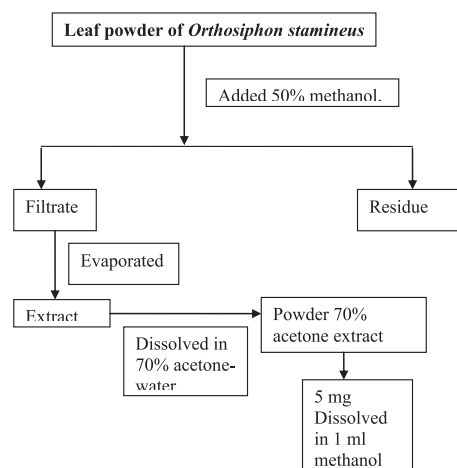 Leaf powder of Orthosiphon stamineus
Added 50% methanol.
Filtrate
Residue
Evaporated
Extract
Powder 70%
acetone extract
Dissolved in
70% acetone-
water
5 mg
Dissolved
in 1 ml
methanol